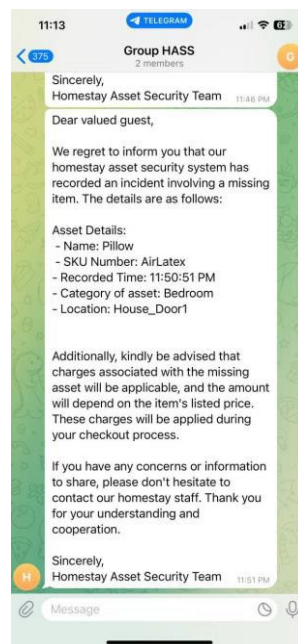 11:13
TELEGRAM
62
375
Group HASS
2 members
G
Sincerely,
Homestay Asset Security Team
11:46 PM
Dear valued guest,
We regret to inform you that our
homestay asset security system has
recorded an incident involving a missing
item. The details are as follows:
Asset Details:
- Name: Pillow
- SKU Number: AirLatex
- Recorded Time: 11:50:51 PM
- Category of asset: Bedroom
- Location: House_Door1
Additionally, kindly be advised that
charges associated with the missing
asset will be applicable, and the amount
will depend on the item's listed price.
These charges will be applied during
your checkout process.
If you have any concerns or information
to share, please don't hesitate to
contact our homestay staff. Thank you
for your understanding and
cooperation.
Sincerely,
Homestay Asset Security Team
11:51 PM
H
Message